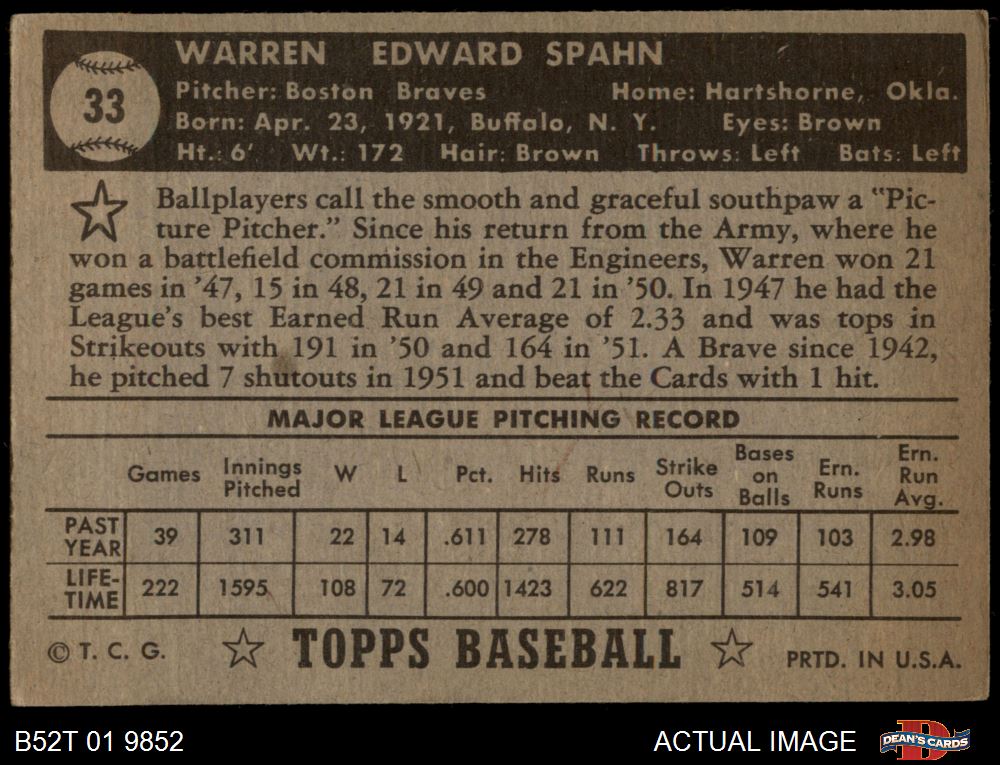 33
WARREN EDWARD SPAHN
Pitcher: Boston Braves Home: Hartshorne, Okla.
Born: Apr. 23, 1921, Buffalo, N. Y. Eyes: Brown
Ht.: 6' Wt.: 172 Hair: Brown Throws: Left Bats: Left
Ballplayers call the smooth and graceful southpaw a "Pic-
ture Pitcher." Since his return from the Army, where he
won a battlefield commission in the Engineers, Warren won 21
games in '47, 15 in 48, 21 in 49 and 21 in '50. In 1947 he had the
League's best Earned Run Average of 2.33 and was tops in
Strikeouts with 191 in '50 and 164 in '51. A Brave since 1942,
he pitched 7 shutouts in 1951 and beat the Cards with 1 hit.
MAJOR LEAGUE PITCHING RECORD
Games Innings Pitched W L Pct. Hits Runs Strike Outs Bases on Balls Ern. Runs Ern. Run Avg.
PAST YEAR 39 311 22 14 .611 278 111 164 109 103 2.98
LIFE-TIME 222 1595 108 72 .600 1423 622 817 514 541 3.05
© T. C. G. TOPPS BASEBALL PRTD. IN U.S.A.
B52T 01 9852 ACTUAL IMAGE DEAN'S CARDS